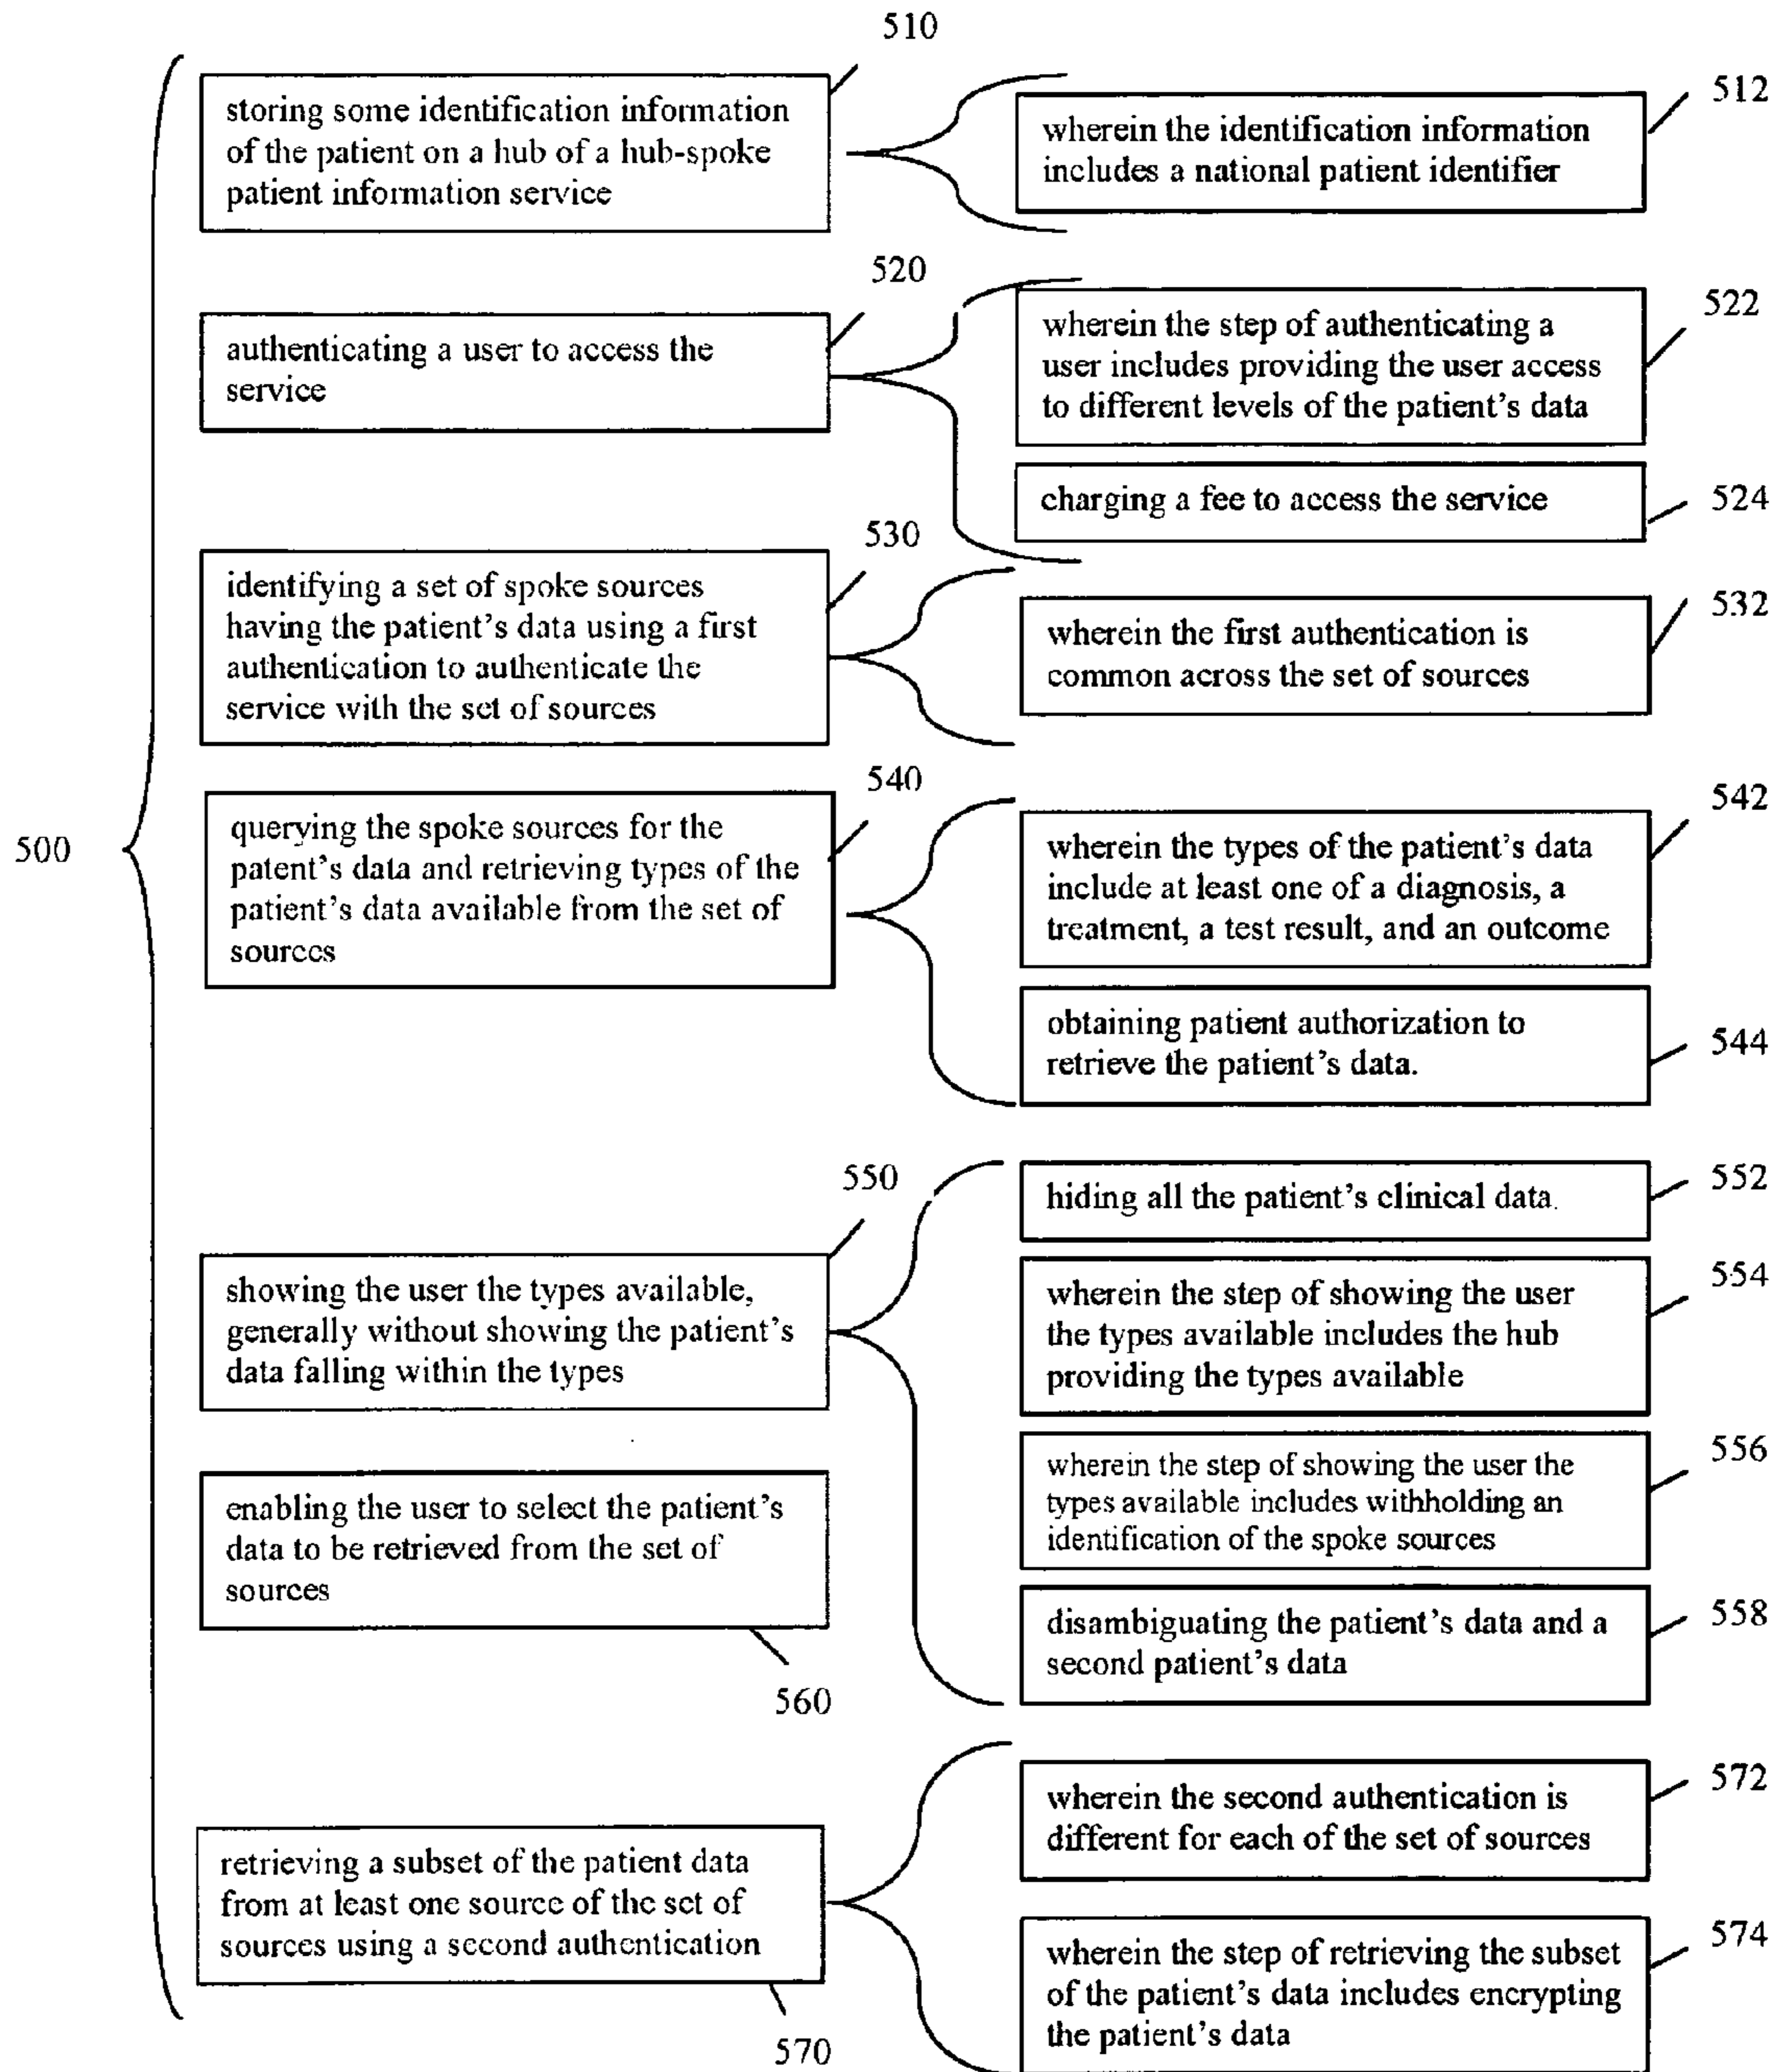 510
storing some identification information
of the patient on a hub of a hub-spoke
patient information service
512
wherein the identification information
includes a national patient identifier
520
authenticating a user to access the
service
522
wherein the step of authenticating a
user includes providing the user access
to different levels of the patient's data
charging a fee to access the service
524
530
identifying a set of spoke sources
having the patient's data using a first
authentication to authenticate the
service with the set of sources
532
wherein the first authentication is
common across the set of sources
500
540
querying the spoke sources for the
patent's data and retrieving types of the
patient's data available from the set of
sources
542
wherein the types of the patient's data
include at least one of a diagnosis, a
treatment, a test result, and an outcome
obtaining patient authorization to
retrieve the patient's data.
544
550
showing the user the types available,
generally without showing the patient's
data falling within the types
552
hiding all the patient's clinical data.
554
wherein the step of showing the user
the types available includes the hub
providing the types available
556
wherein the step of showing the user the
types available includes withholding an
identification of the spoke sources
558
disambiguating the patient's data and a
second patient's data
enabling the user to select the patient's
data to be retrieved from the set of
sources
560
retrieving a subset of the patient data
from at least one source of the set of
sources using a second authentication
570
572
wherein the second authentication is
different for each of the set of sources
574
wherein the step of retrieving the subset
of the patient's data includes encrypting
the patient's data